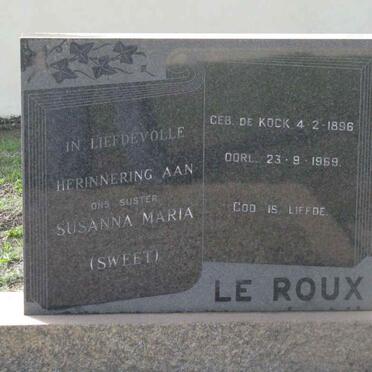 IN LIEFDEVOLLE
HERINNERING AAN
ONS SUSTER
SUSANNA MARIA
(SWEET)
GEB. DE KOCK 4-2-1896
OORL. 23-9-1969.
GOD IS LIEFDE.
LE ROUX